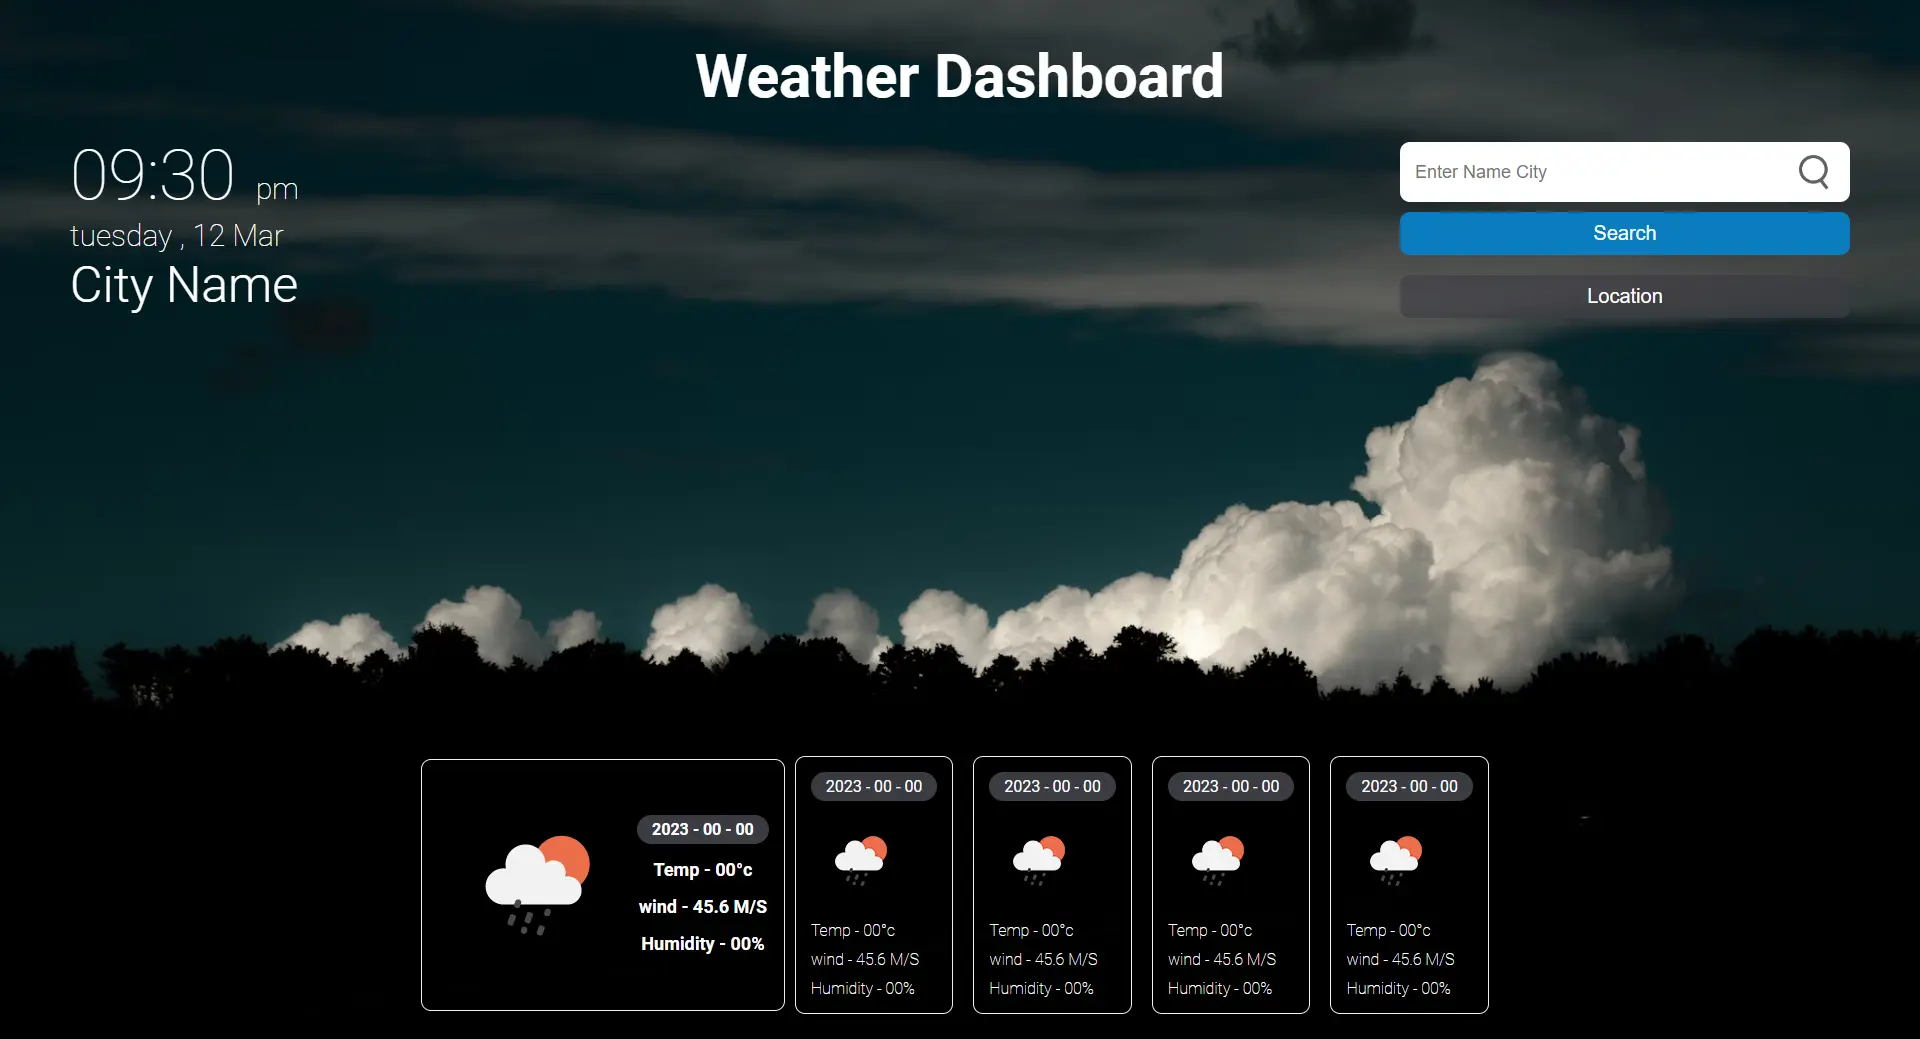 Weather Dashboard
09:30 pm
tuesday , 12 Mar
City Name
Enter Name City
Search
Location
2023 - 00 - 00
Temp - 00°c
wind - 45.6 M/S
Humidity - 00%
2023 - 00 - 00
Temp - 00°c
wind - 45.6 M/S
Humidity - 00%
2023 - 00 - 00
Temp - 00°c
wind - 45.6 M/S
Humidity - 00%
2023 - 00 - 00
Temp - 00°c
wind - 45.6 M/S
Humidity - 00%
2023 - 00 - 00
Temp - 00°c
wind - 45.6 M/S
Humidity - 00%